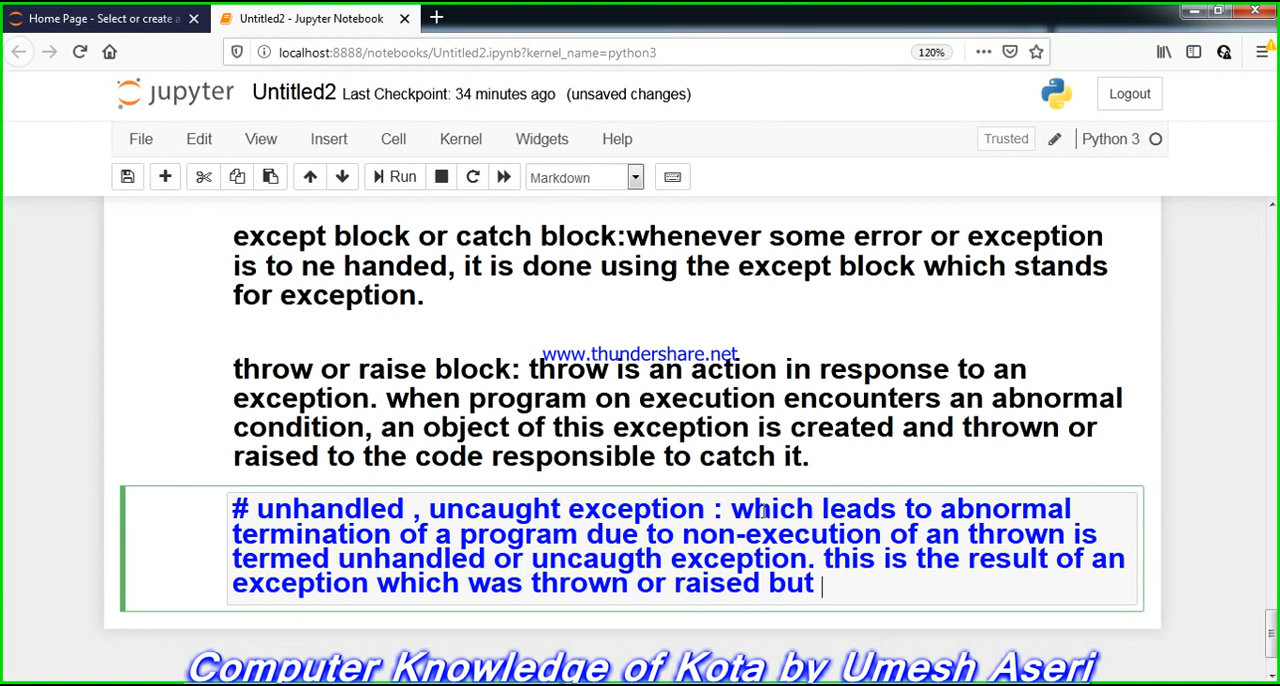 Home Page - Select or create a
Untitled2 - Jupyter Notebook
localhost:8888/notebooks/Untitled2.ipynb?kernel_name=python3
120%
jupyter Untitled2 Last Checkpoint: 34 minutes ago (unsaved changes)
Logout
File Edit View Insert Cell Kernel Widgets Help
Trusted
Python 3
Run
Markdown
except block or catch block:whenever some error or exception
is to ne handed, it is done using the except block which stands
for exception.
www.thundershare.net
throw or raise block: throw is an action in response to an
exception. when program on execution encounters an abnormal
condition, an object of this exception is created and thrown or
raised to the code responsible to catch it.
# unhandled , uncaught exception : which leads to abnormal
termination of a program due to non-execution of an thrown is
termed unhandled or uncaugth exception. this is the result of an
exception which was thrown or raised but
Computer Knowledge of Kota by Umesh Aseri